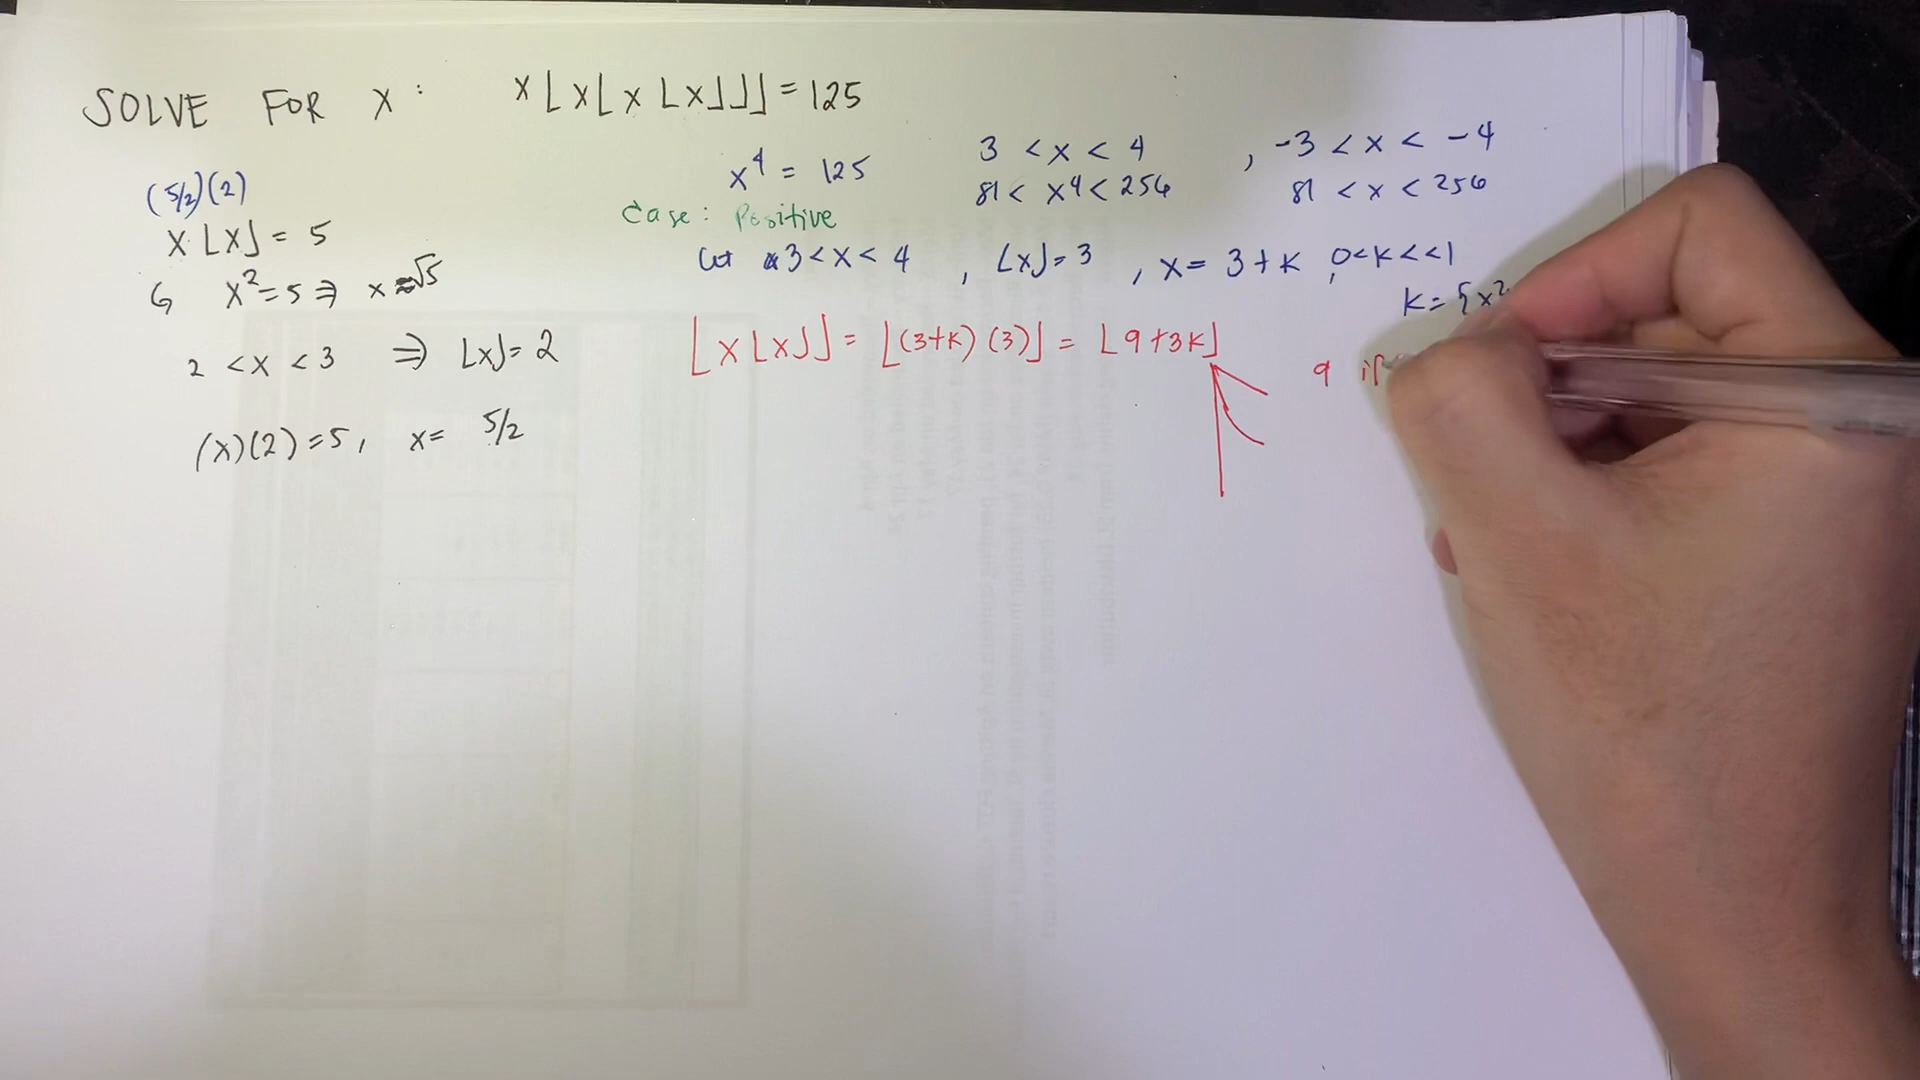 SOLVE FOR X : x⌊x⌊x⌊x⌋⌋⌋ = 125
(5/2)(2)
x·⌊x⌋ = 5
↳ x² = 5 ⇒ x ≈ √5
2 < x < 3 ⇒ ⌊x⌋ = 2
(x)(2) = 5, x = 5/2
x⁴ = 125
3 < x < 4 , -3 < x < -4
81 < x⁴ < 256 81 < x < 256
Case: Positive
Let 3 < x < 4 , ⌊x⌋ = 3 , x = 3 + k , 0 < k << 1
k = {x
⌊x⌊x⌋⌋ = ⌊(3+k)(3)⌋ = ⌊9+3k⌋
9 if